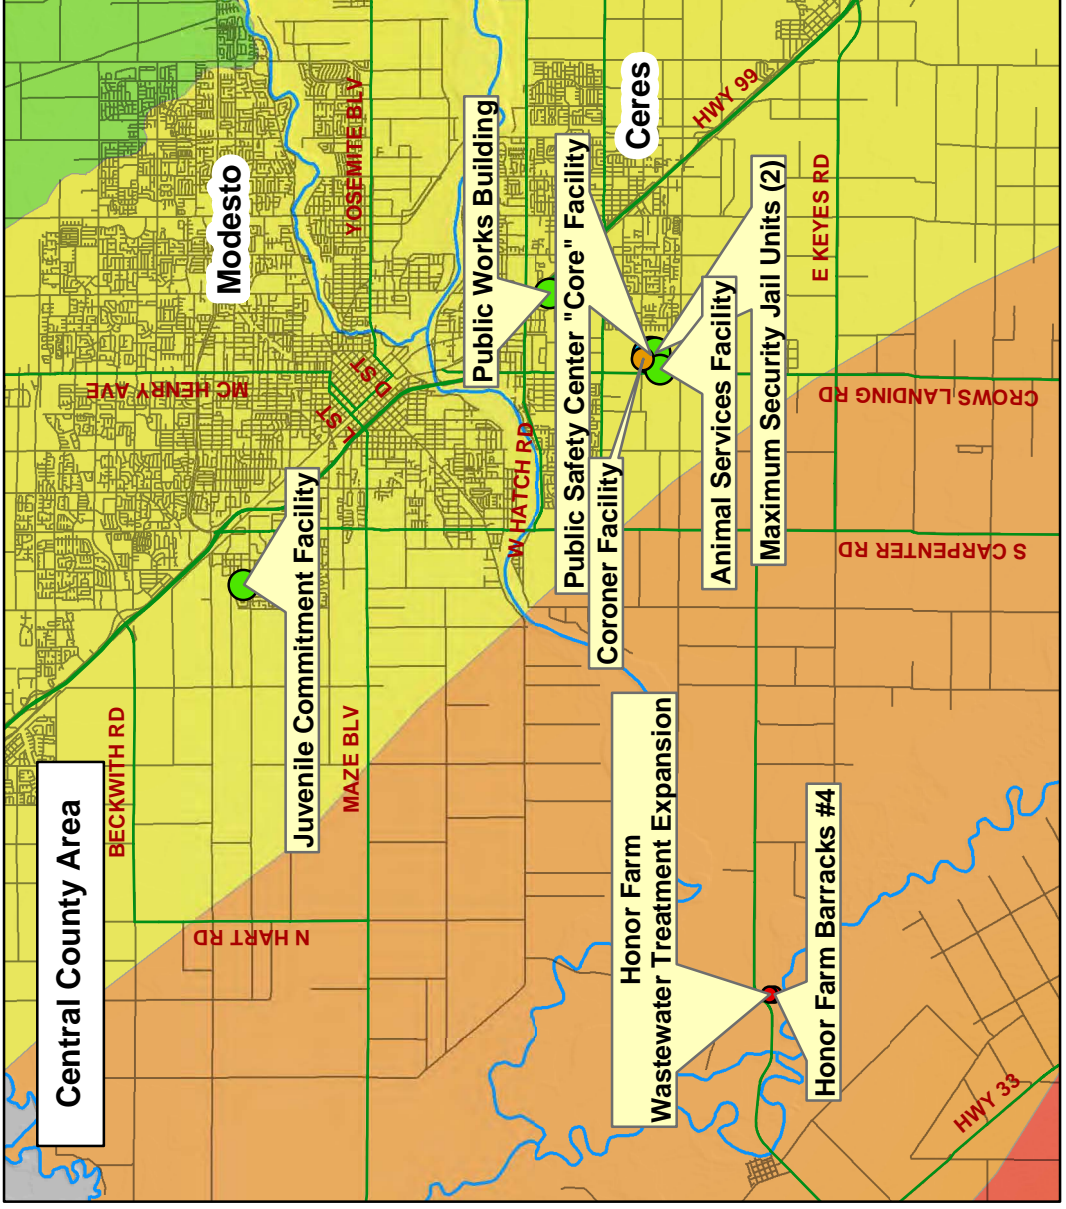 Central County Area
Modesto
Ceres
BECKWITH RD
N HART RD
MAZE BLV
MC HENRY AVE
YOSEMITE BLV
L ST
D ST
W HATCH RD
HWY 99
E KEYES RD
CROWS LANDING RD
S CARPENTER RD
HWY 33
Juvenile Commitment Facility
Public Works Building
Public Safety Center "Core" Facility
Coroner Facility
Animal Services Facility
Maximum Security Jail Units (2)
Honor Farm
Wastewater Treatment Expansion
Honor Farm Barracks #4